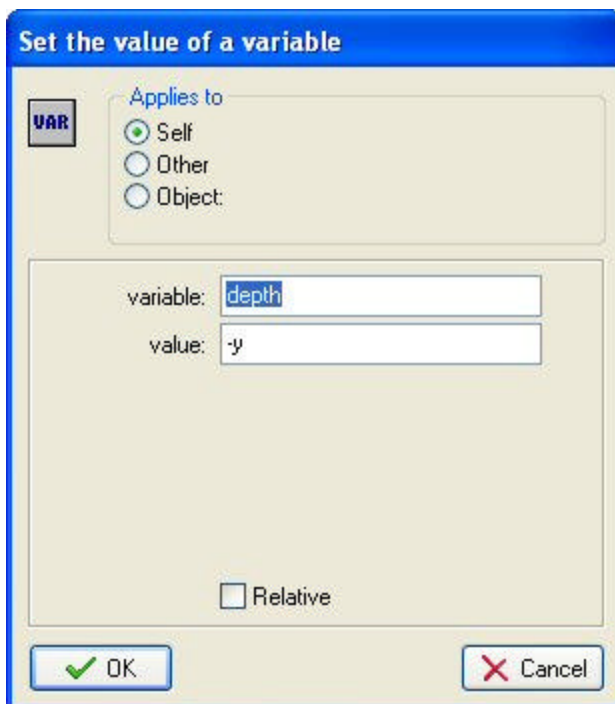 Set the value of a variable
VAR
Applies to
Self
Other
Object:
variable: depth
value: -y
Relative
OK
Cancel